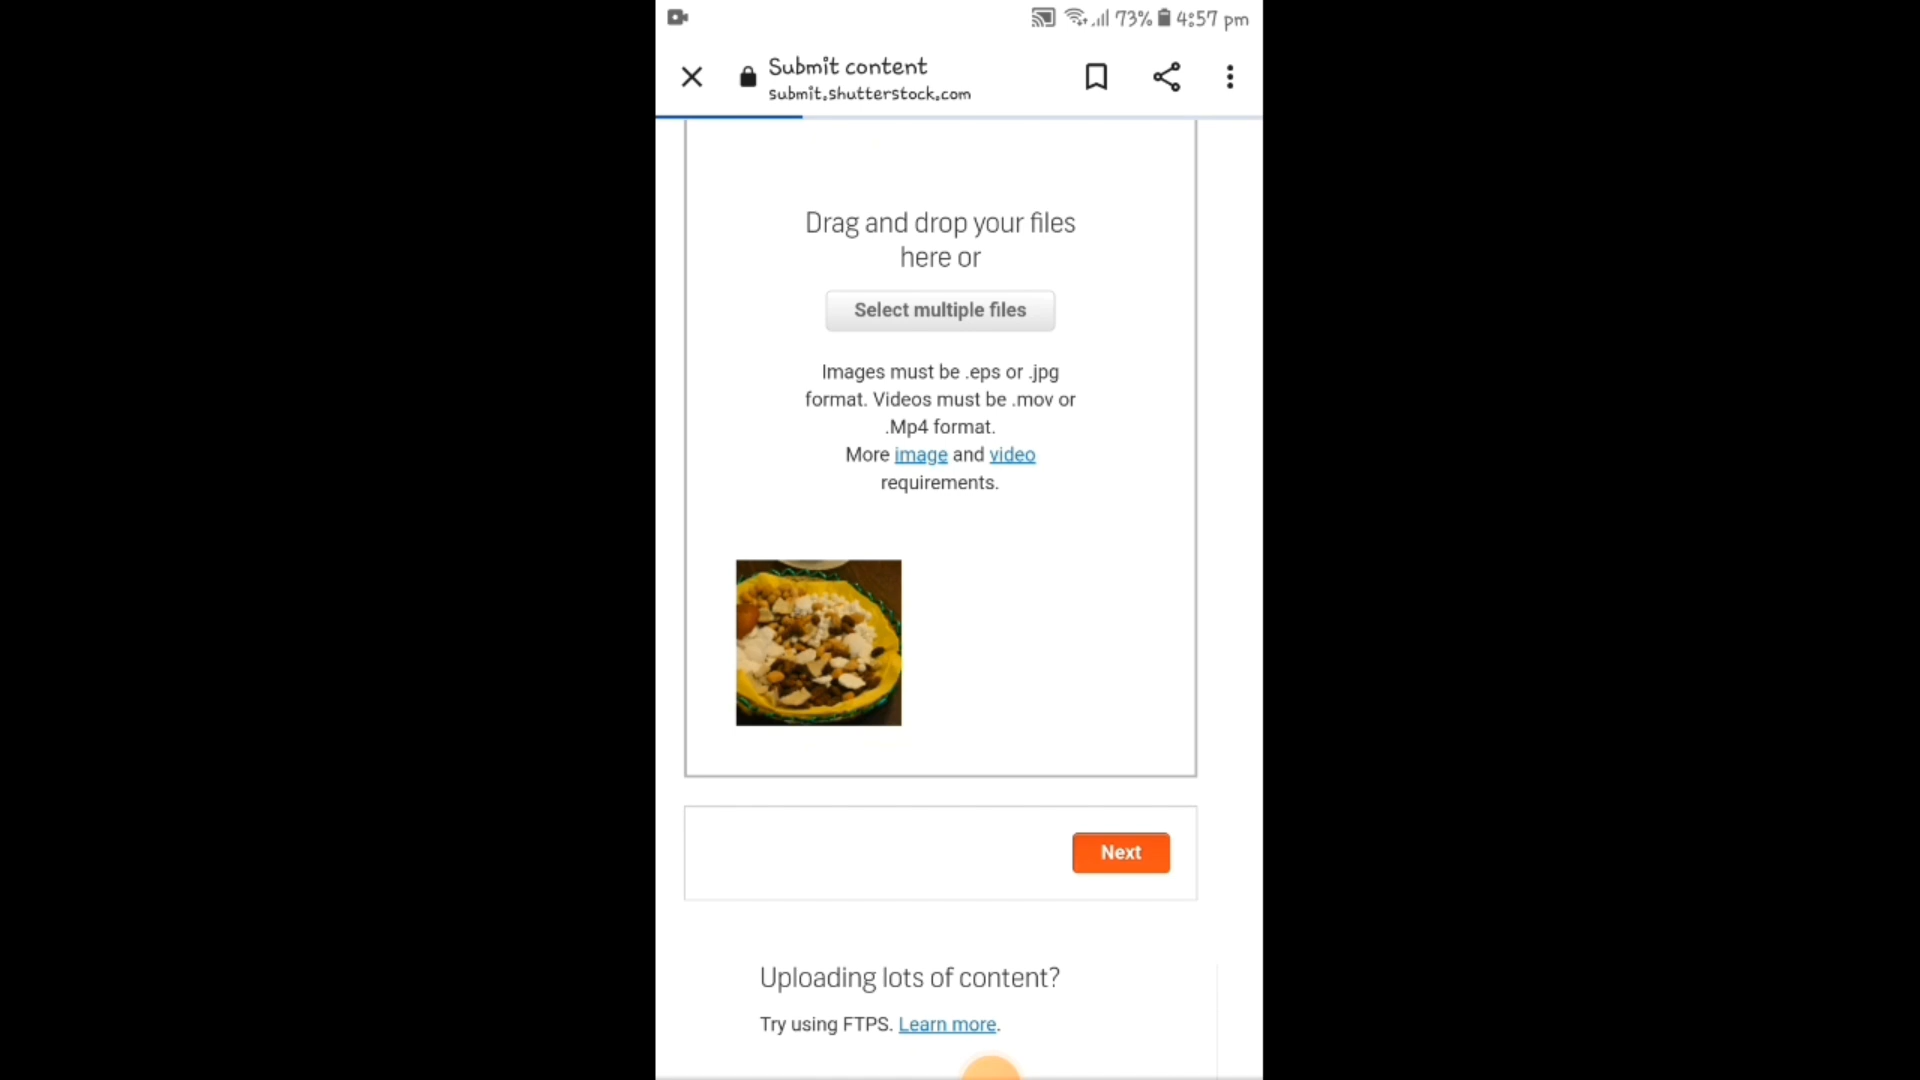 73% 4:57 pm
Submit content
submit.shutterstock.com
Drag and drop your files
here or
Select multiple files
Images must be .eps or .jpg
format. Videos must be .mov or
.Mp4 format.
More image and video
requirements.
Next
Uploading lots of content?
Try using FTPS. Learn more.